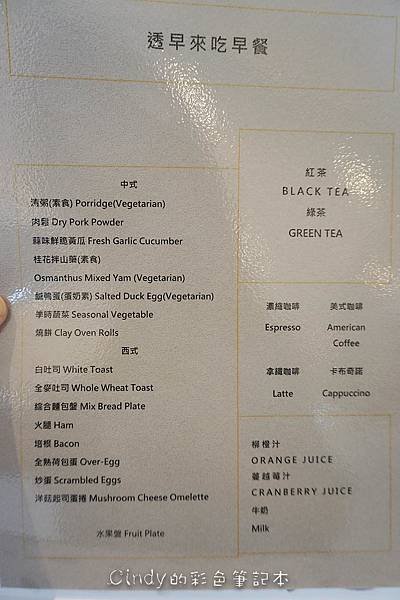 透早來吃早餐
中式
清粥(素食) Porridge(Vegetarian)
肉鬆 Dry Pork Powder
蒜味鮮脆黃瓜 Fresh Garlic Cucumber
桂花拌山藥(素食)
Osmanthus Mixed Yam (Vegetarian)
鹹鴨蛋(蛋奶素) Salted Duck Egg(Vegetarian)
季時蔬菜 Seasonal Vegetable
燒餅 Clay Oven Rolls
西式
白吐司 White Toast
全麥吐司 Whole Wheat Toast
綜合麵包盤 Mix Bread Plate
火腿 Ham
培根 Bacon
全熟荷包蛋 Over-Egg
炒蛋 Scrambled Eggs
洋菇起司蛋捲 Mushroom Cheese Omelette
水果盤 Fruit Plate
紅茶
BLACK TEA
綠茶
GREEN TEA
濃縮咖啡 美式咖啡
Espresso American
Coffee
拿鐵咖啡 卡布奇諾
Latte Cappuccino
柳橙汁
ORANGE JUICE
蔓越莓汁
CRANBERRY JUICE
牛奶
Milk
Cindy的彩色筆記本